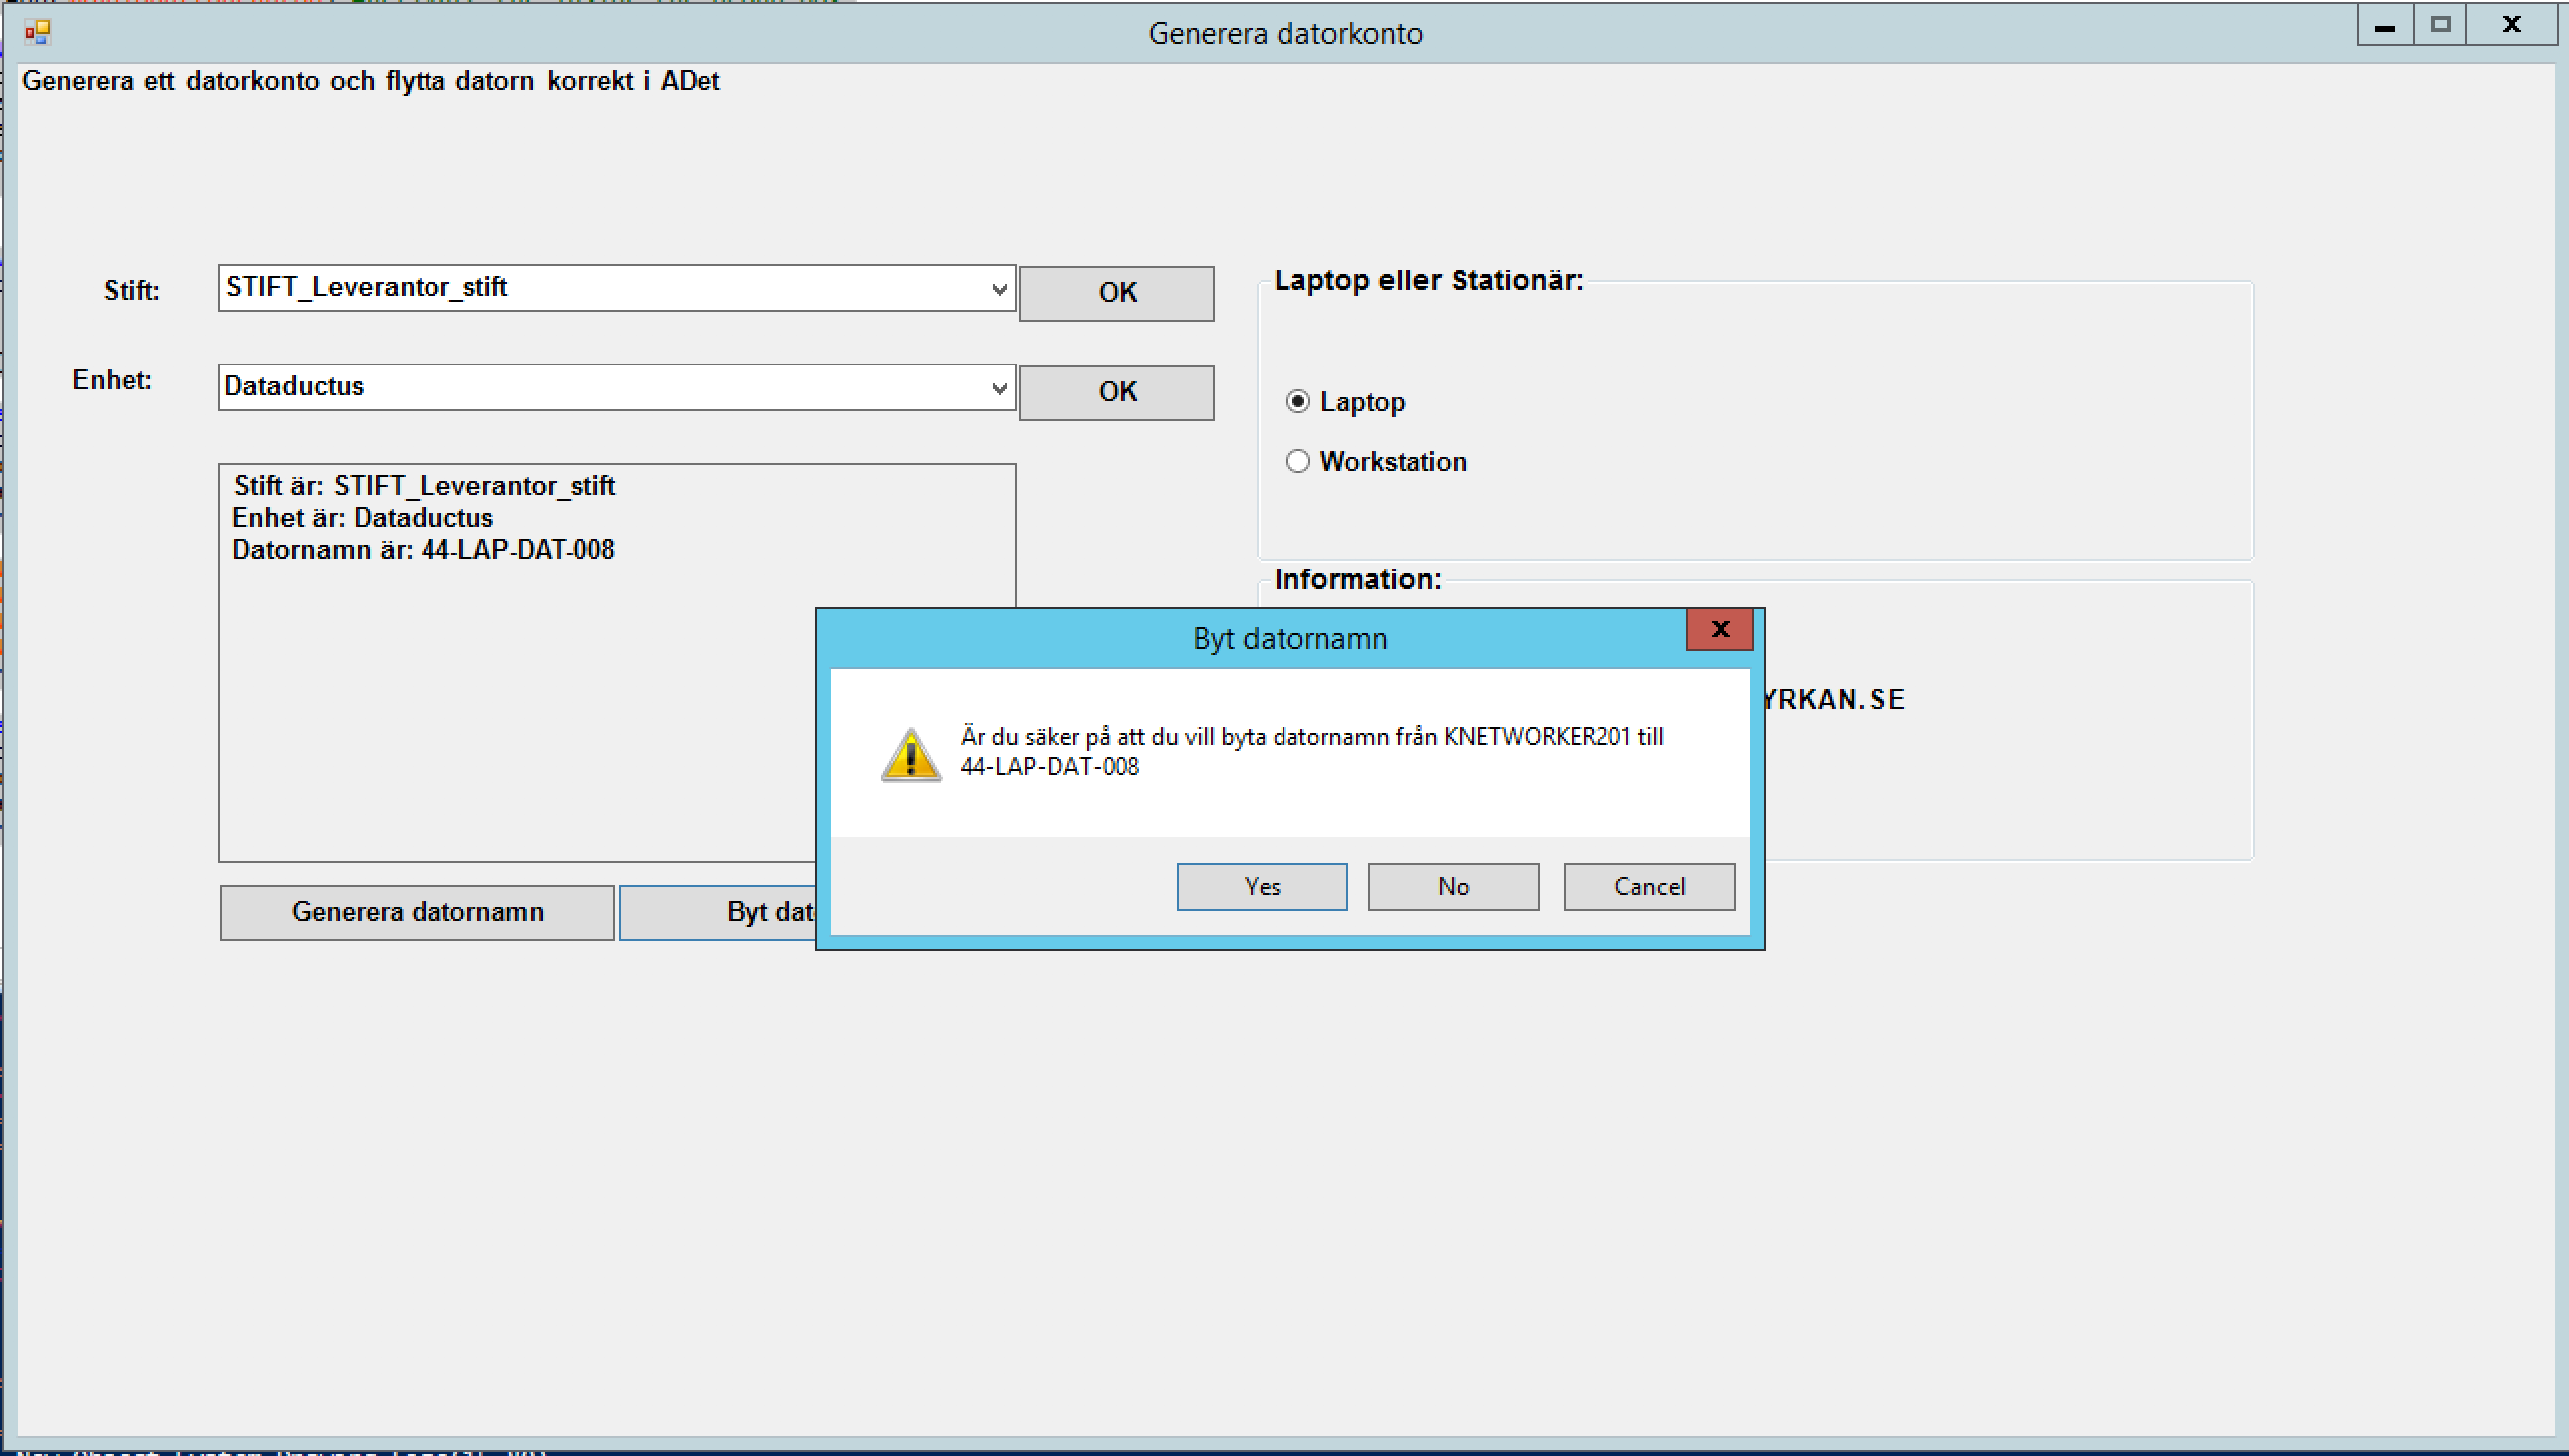 Generera datorkonto
Generera ett datorkonto och flytta datorn korrekt i ADet
Stift:
STIFT_Leverantor_stift
OK
Enhet:
Dataductus
OK
Laptop eller Stationär:
Laptop
Workstation
Stift är: STIFT_Leverantor_stift
Enhet är: Dataductus
Datornamn är: 44-LAP-DAT-008
Information:
YRKAN.SE
Byt datornamn
X
Är du säker på att du vill byta datornamn från KNETWORKER201 till
44-LAP-DAT-008
Yes
No
Cancel
Generera datornamn
Byt dat